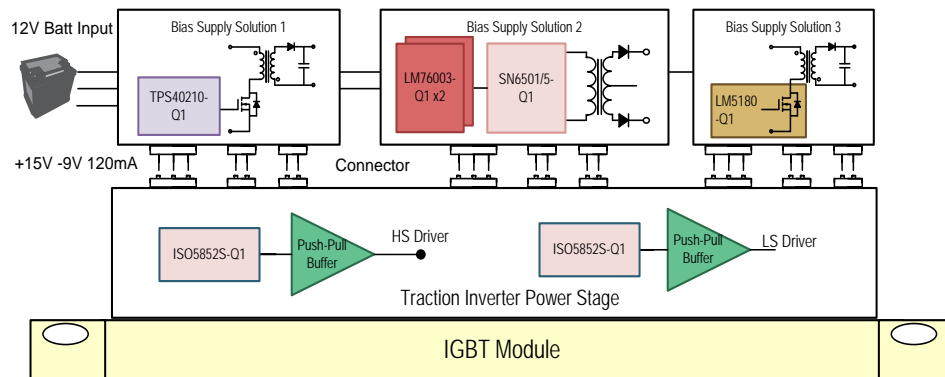 12V Batt Input
Bias Supply Solution 1
Bias Supply Solution 2
Bias Supply Solution 3
TPS40210-
Q1
LM76003-
Q1 x2
SN6501/5-
Q1
LM5180
-Q1
+15V -9V 120mA
Connector
ISO5852S-Q1
Push-Pull
Buffer
HS Driver
ISO5852S-Q1
Push-Pull
Buffer
LS Driver
Traction Inverter Power Stage
IGBT Module